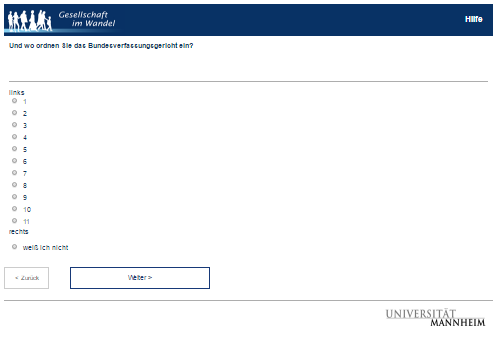 Gesellschaft
im Wandel
Hilfe
Und wo ordnen Sie das Bundesverfassungsgericht ein?
links
1
2
3
4
5
6
7
8
9
10
11
rechts
weiß ich nicht
< Zurück
Weiter >
UNIVERSITÄT
MANNHEIM